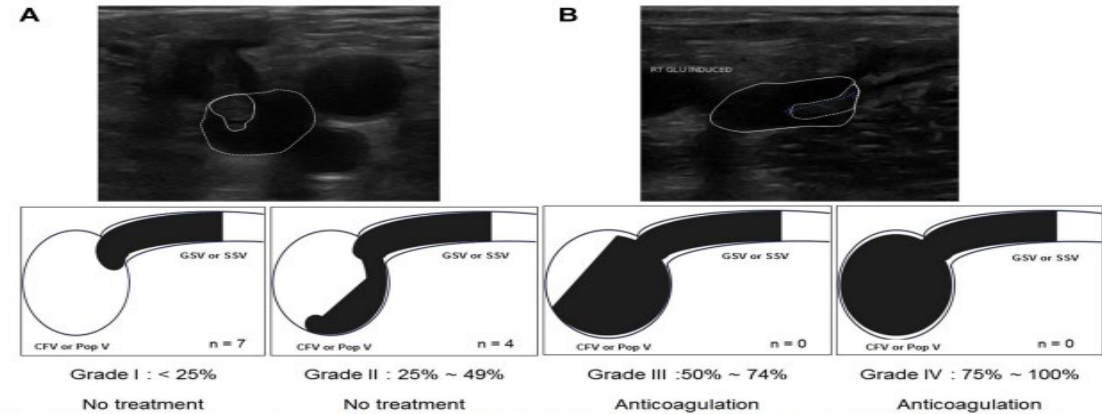 A
B
RT GLU INDUCED
GSV or SSV
CFV or Pop V
n = 7
GSV or SSV
CFV or Pop V
n = 4
GSV or SSV
CFV or Pop V
n = 0
GSV or SSV
CFV or Pop V
n = 0
Grade I : < 25%
Grade II : 25% ~ 49%
Grade III : 50% ~ 74%
Grade IV : 75% ~ 100%
No treatment
No treatment
Anticoagulation
Anticoagulation